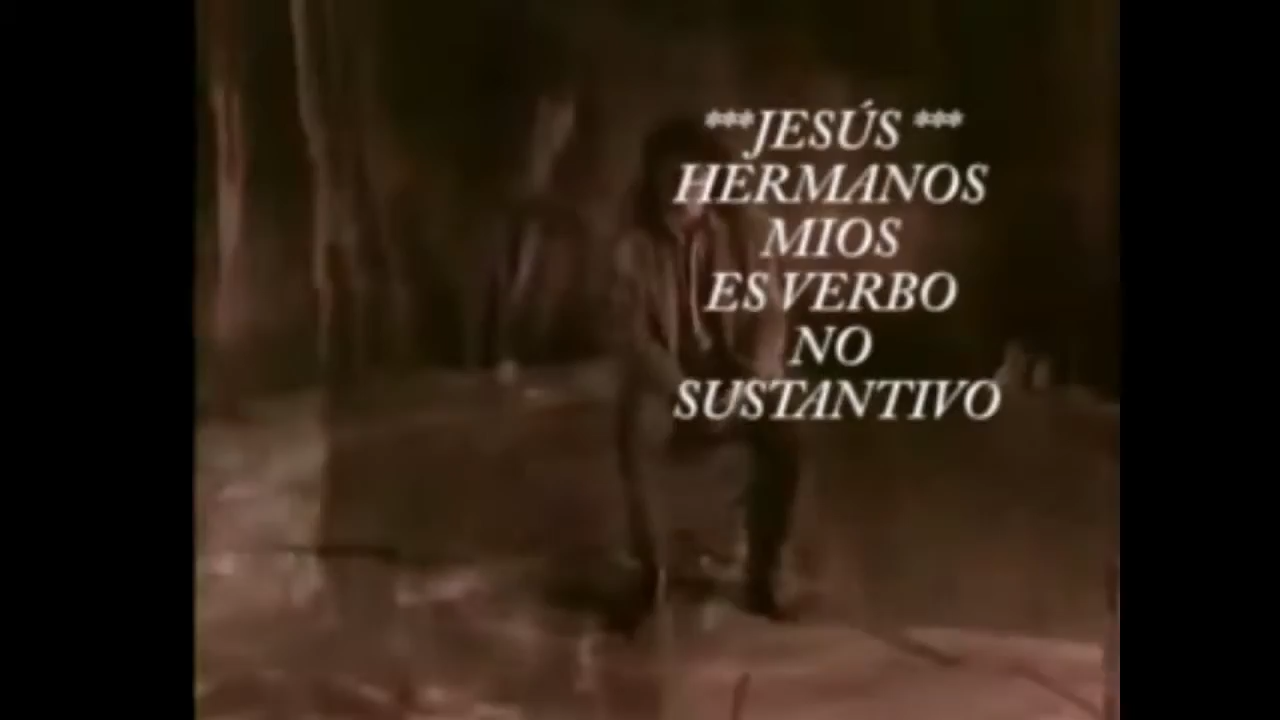 ***JESÚS ***
HERMANOS
MIOS
ES VERBO
NO
SUSTANTIVO